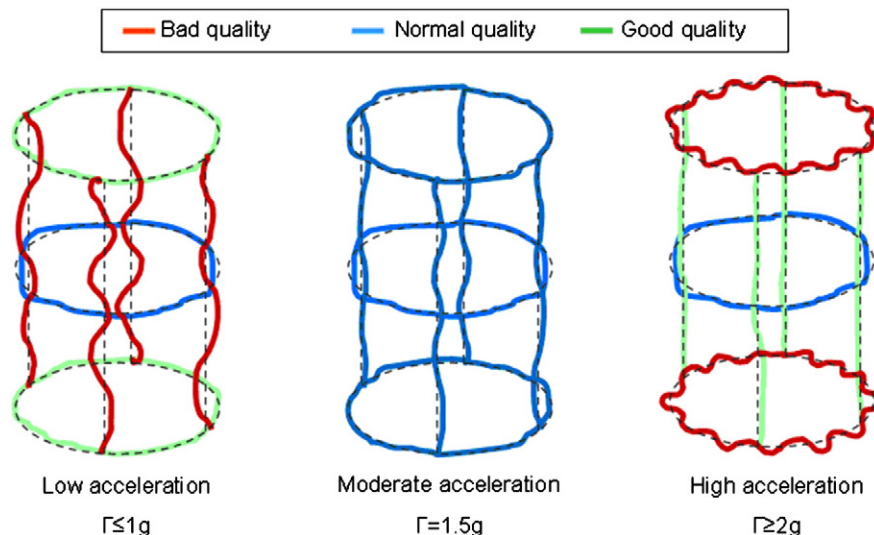 Bad quality Normal quality Good quality
Low acceleration Moderate acceleration High acceleration
Γ≤1g Γ=1.5g Γ≥2g